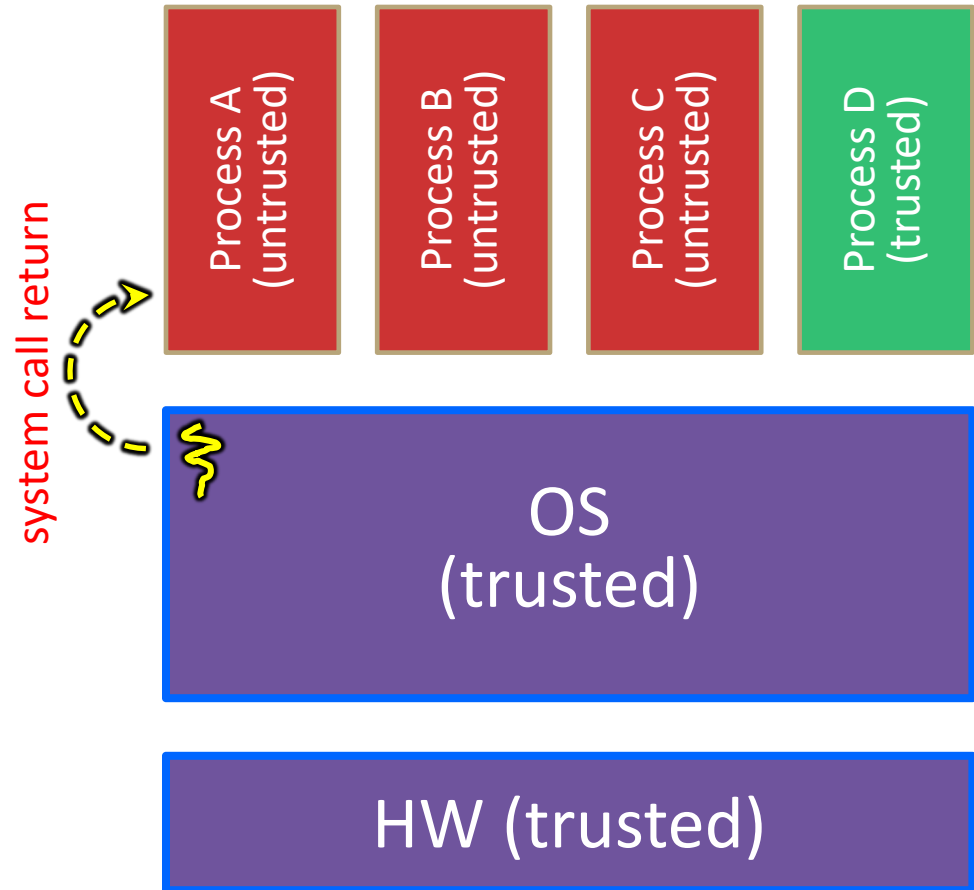 Process A
(untrusted)
Process B
(untrusted)
Process C
(untrusted)
Process D
(trusted)
system call return
OS
(trusted)
HW (trusted)